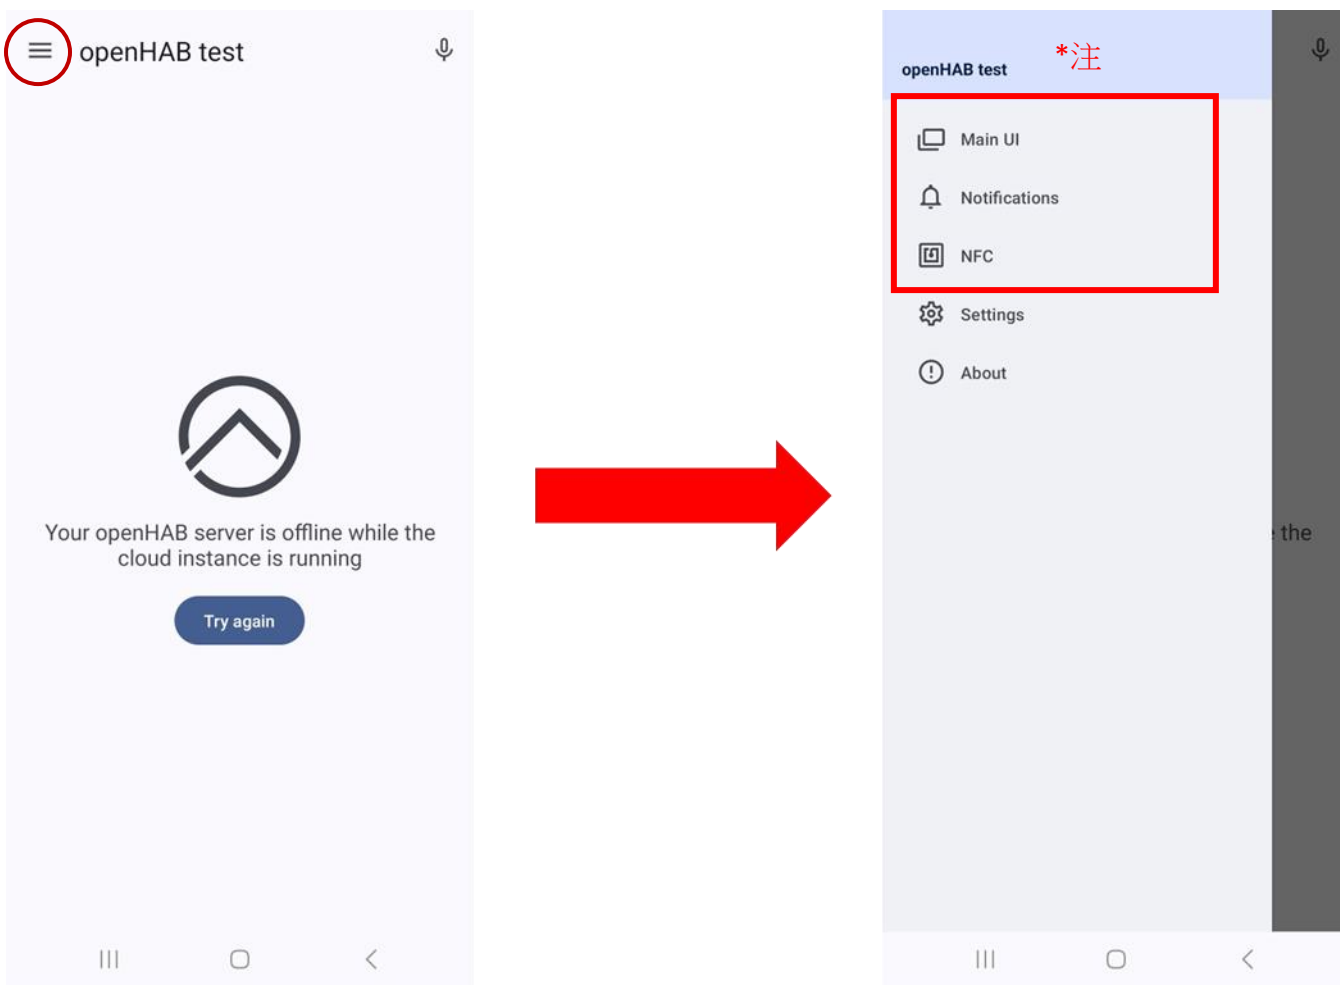 openHAB test
Your openHAB server is offline while the
cloud instance is running
Try again
openHAB test
*注
Main UI
Notifications
NFC
Settings
About
the